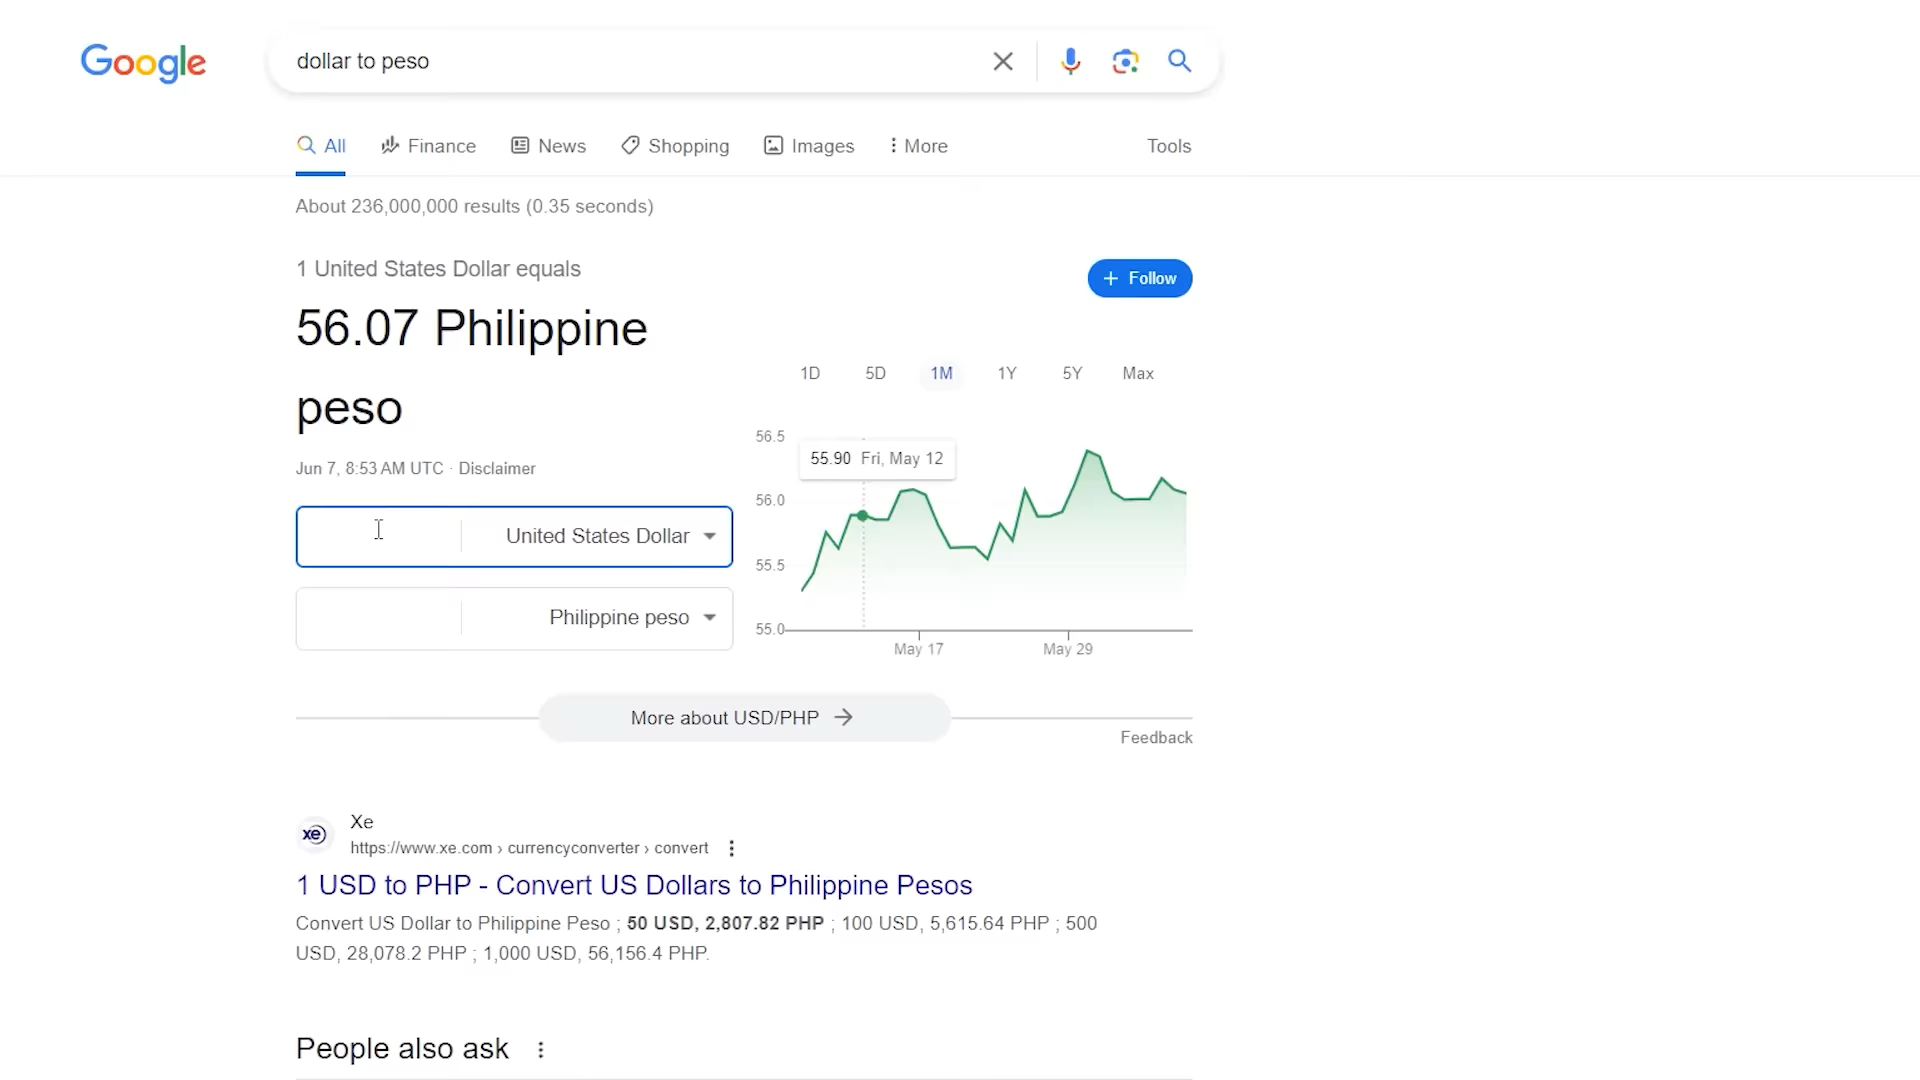 Google
dollar to peso
All Finance News Shopping Images More Tools
About 236,000,000 results (0.35 seconds)
1 United States Dollar equals
Follow
56.07 Philippine
peso
Jun 7, 8:53 AM UTC · Disclaimer
United States Dollar
Philippine peso
1D 5D 1M 1Y 5Y Max
56.5
55.90 Fri, May 12
56.0
55.5
55.0
May 17 May 29
More about USD/PHP
Feedback
xe
Xe
https://www.xe.com › currencyconverter › convert
1 USD to PHP - Convert US Dollars to Philippine Pesos
Convert US Dollar to Philippine Peso ; 50 USD, 2,807.82 PHP ; 100 USD, 5,615.64 PHP ; 500
USD, 28,078.2 PHP ; 1,000 USD, 56,156.4 PHP.
People also ask